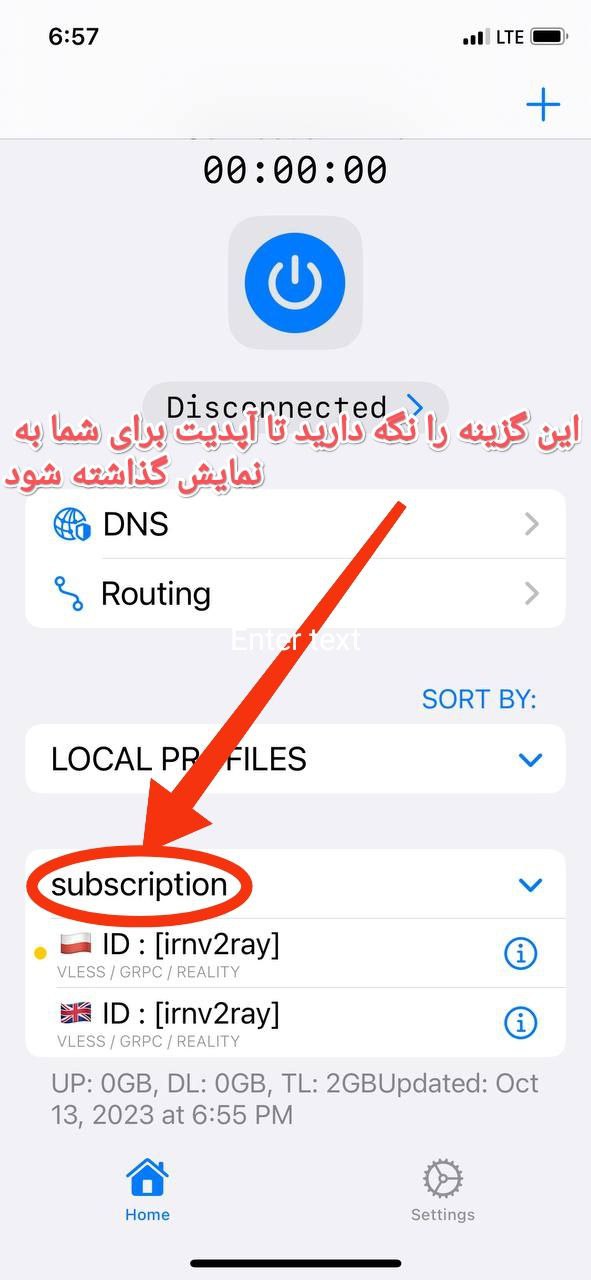 6:57
LTE
00:00:00
Disconnected
این گزینه را نگه دارید تا آپدیت برای شما به
نمایش گذاشته شود
DNS
Routing
Enter text
SORT BY:
LOCAL PROFILES
subscription
ID : [irnv2ray]
VLESS / GRPC / REALITY
ID : [irnv2ray]
VLESS / GRPC / REALITY
UP: 0GB, DL: 0GB, TL: 2GBUpdated: Oct
13, 2023 at 6:55 PM
Home
Settings